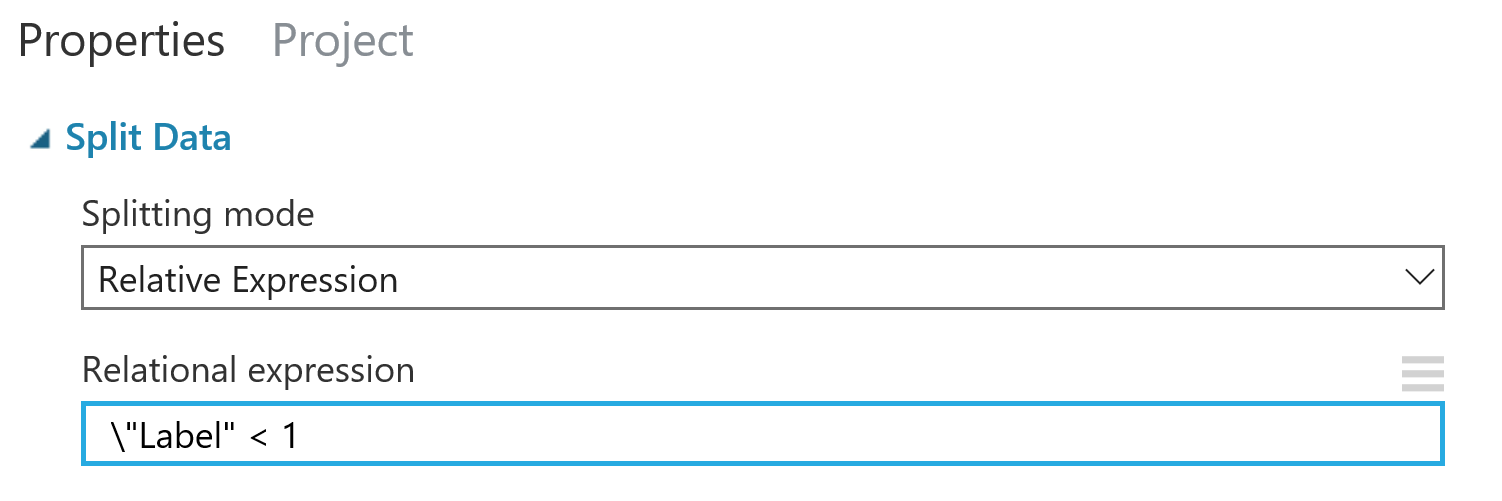 Properties Project
Split Data
Splitting mode
Relative Expression
Relational expression
\"Label" < 1